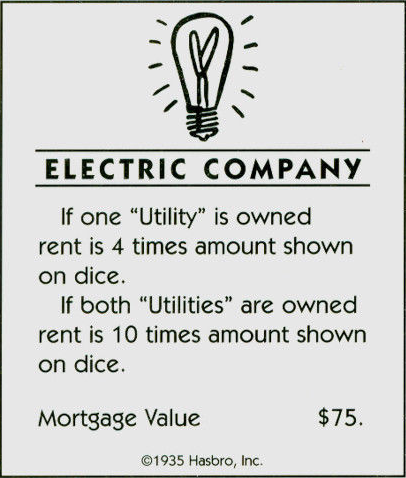 ELECTRIC COMPANY
If one “Utility” is owned
rent is 4 times amount shown
on dice.
If both “Utilities” are owned
rent is 10 times amount shown
on dice.
Mortgage Value $75.
©1935 Hasbro, Inc.